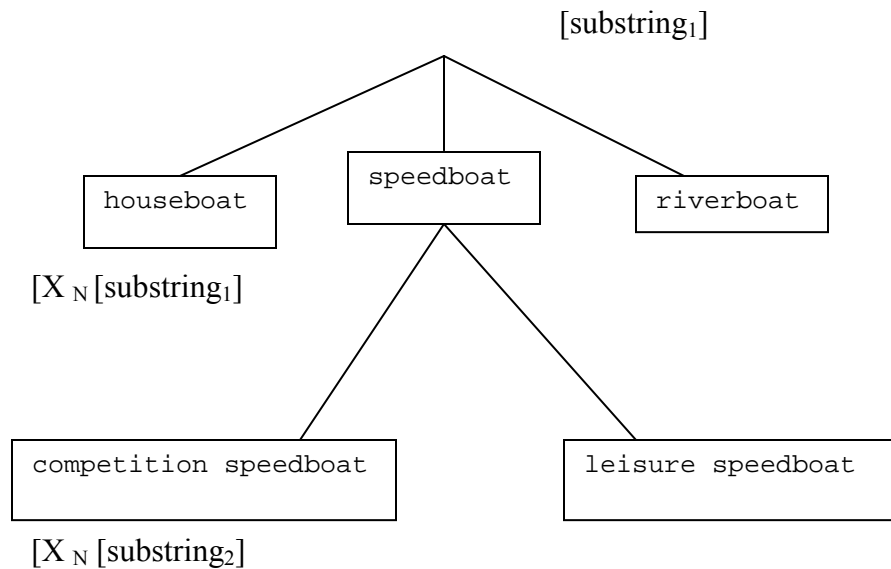 [substring₁]
speedboat
houseboat
riverboat
[X N [substring₁]
competition speedboat
leisure speedboat
[X N [substring₂]